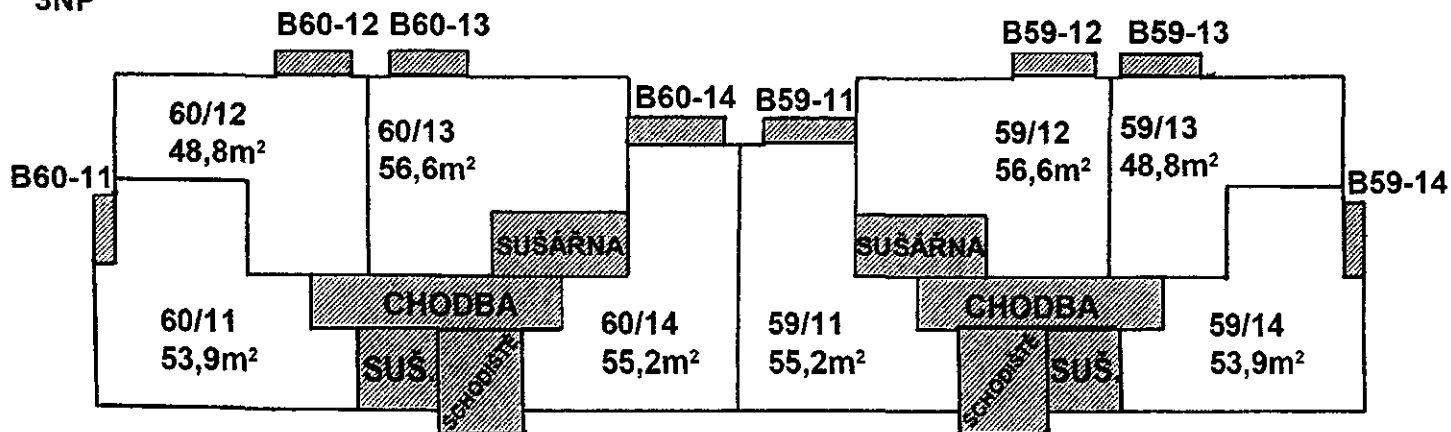 3NP
B60-12 B60-13
B59-12 B59-13
B60-14 B59-11
60/12
48,8m²
60/13
56,6m²
59/12
56,6m²
59/13
48,8m²
B60-11
B59-14
SUŠÁRNA
SUŠÁRNA
CHODBA
CHODBA
60/11
53,9m²
SUŠ.
SCHODIŠTĚ
60/14
55,2m²
59/11
55,2m²
SCHODIŠTĚ
SUŠ.
59/14
53,9m²